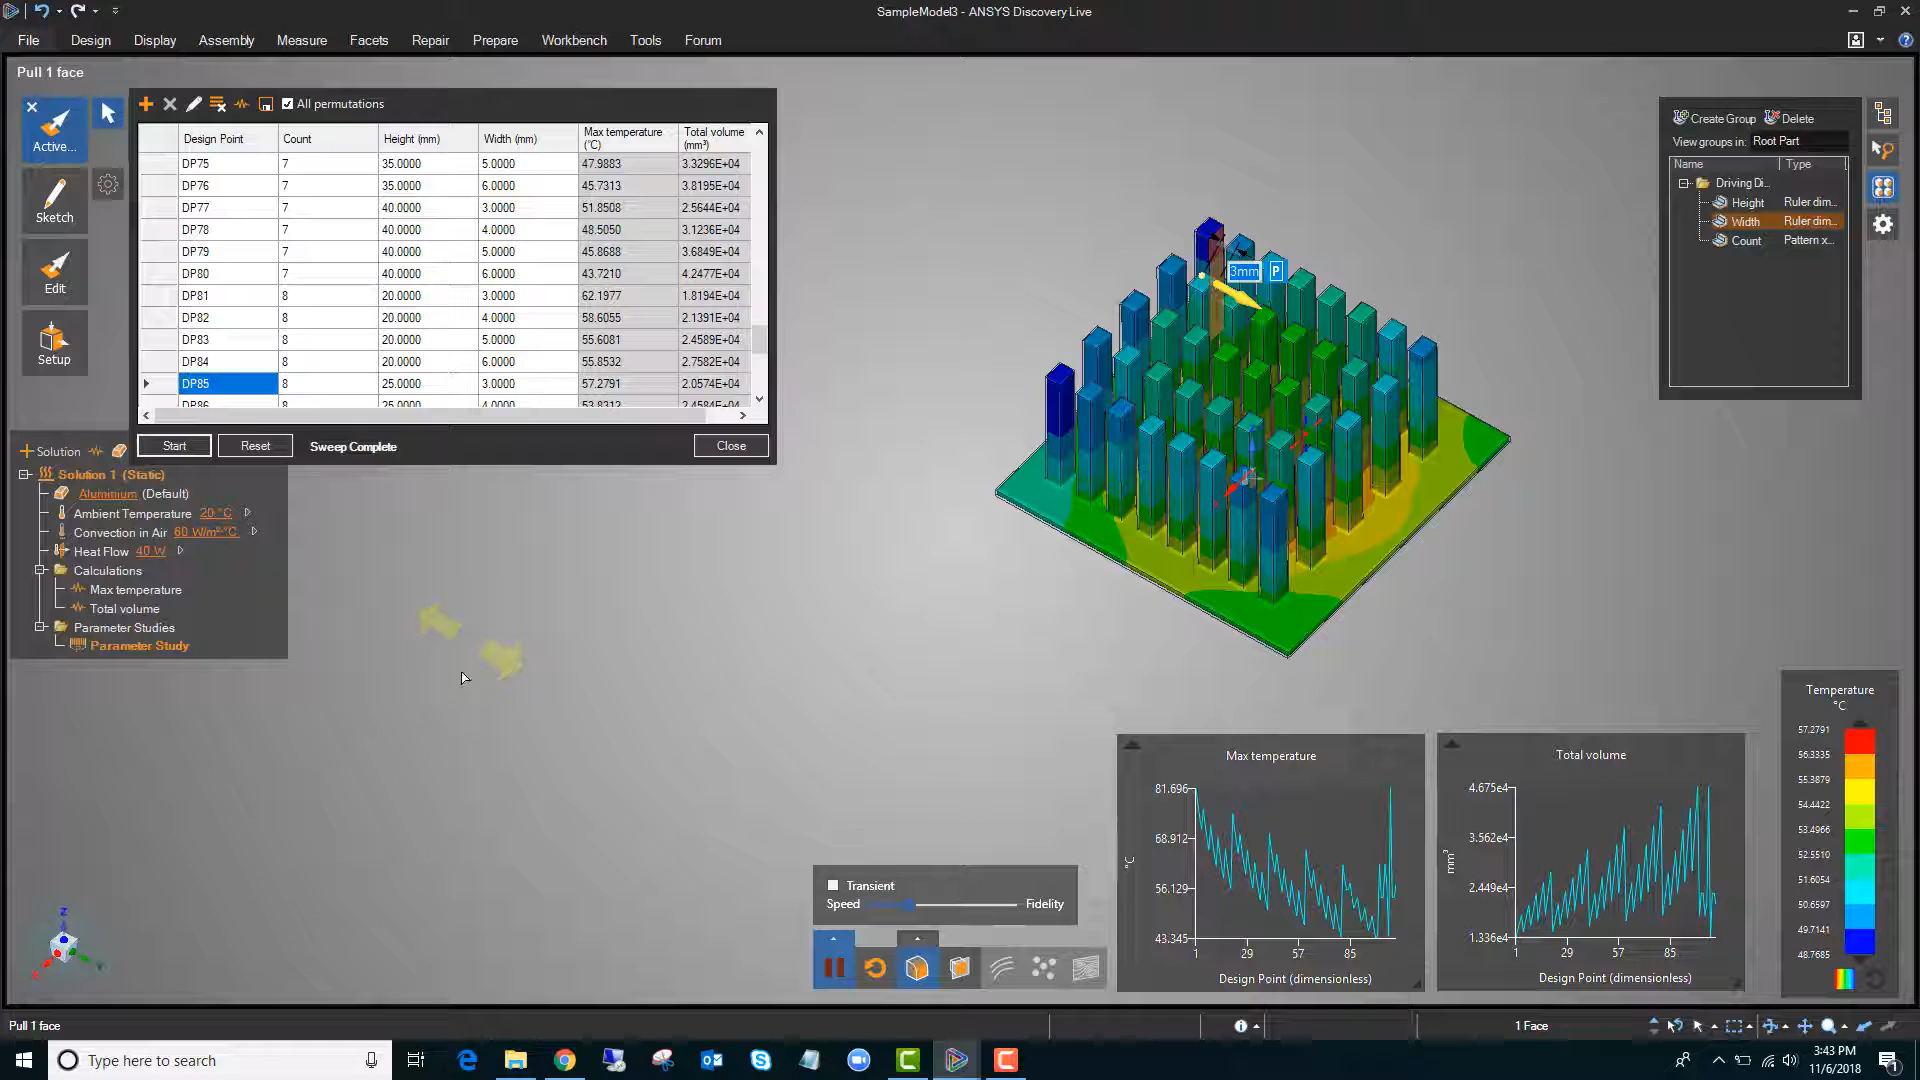 SampleModel3 - ANSYS Discovery Live
File Design Display Assembly Measure Facets Repair Prepare Workbench Tools Forum
Pull 1 face
Active...
Sketch
Edit
Setup
All permutations
Design Point Count Height (mm) Width (mm) Max temperature (°C) Total volume (mm³)
DP75 7 35.0000 5.0000 47.9883 3.3296E+04
DP76 7 35.0000 6.0000 45.7313 3.8195E+04
DP77 7 40.0000 3.0000 51.8508 2.5644E+04
DP78 7 40.0000 4.0000 48.5050 3.1236E+04
DP79 7 40.0000 5.0000 45.8688 3.6849E+04
DP80 7 40.0000 6.0000 43.7210 4.2477E+04
DP81 8 20.0000 3.0000 62.1977 1.8194E+04
DP82 8 20.0000 4.0000 58.6055 2.1391E+04
DP83 8 20.0000 5.0000 55.6081 2.4589E+04
DP84 8 20.0000 6.0000 55.8532 2.7582E+04
DP85 8 25.0000 3.0000 57.2791 2.0574E+04
DP86 8 25.0000 4.0000 53.8312 2.4584E+04
Start Reset Sweep Complete Close
Solution
Solution 1 (Static)
Aluminium (Default)
Ambient Temperature 20 °C
Convection in Air 60 W/m²·°C
Heat Flow 40 W
Calculations
Max temperature
Total volume
Parameter Studies
Parameter Study
3mm P
Create Group Delete
View groups in: Root Part
Name Type
Driving Di...
Height Ruler dim...
Width Ruler dim...
Count Pattern x...
Temperature
°C
57.2791
56.3335
55.3879
54.4422
53.4966
52.5510
51.6054
50.6597
49.7141
48.7685
Max temperature
81.696
68.912
56.129
43.345
°C
1 29 57 85
Design Point (dimensionless)
Total volume
4.675e4
3.562e4
2.449e4
1.336e4
mm³
1 29 57 85
Design Point (dimensionless)
Transient
Speed Fidelity
Z
X
Pull 1 face
1 Face
Type here to search
3:43 PM
11/6/2018
1